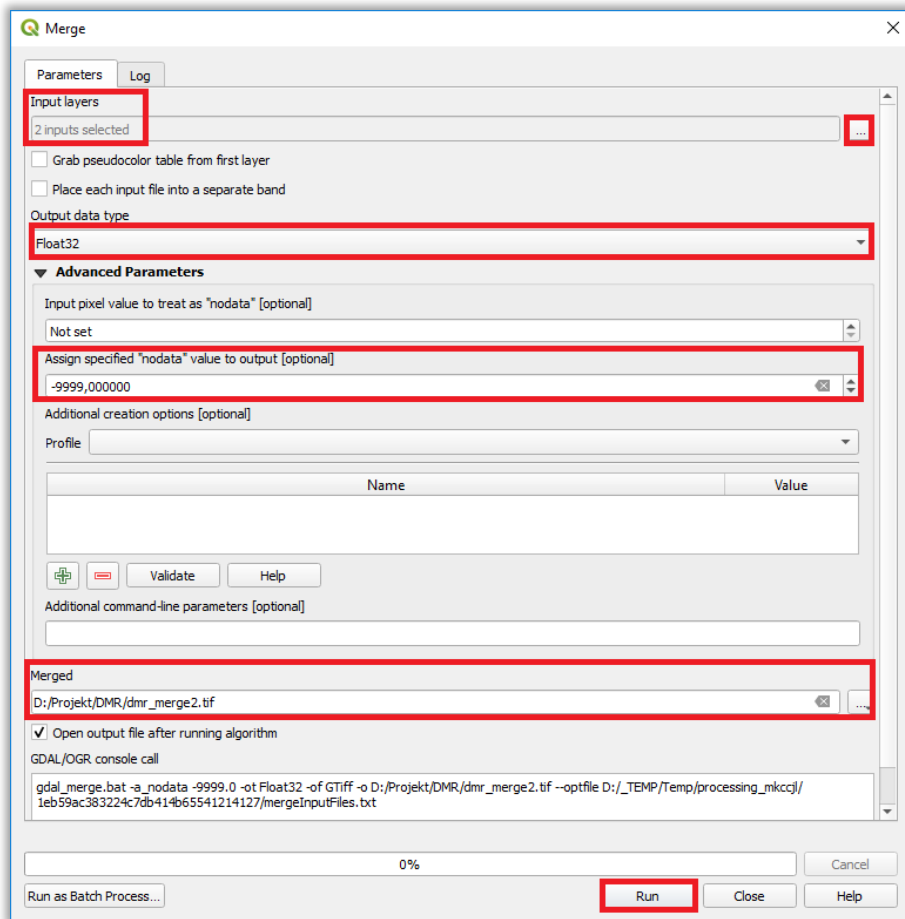 Merge
Parameters
Log
Input layers
2 inputs selected
...
Grab pseudocolor table from first layer
Place each input file into a separate band
Output data type
Float32
Advanced Parameters
Input pixel value to treat as "nodata" [optional]
Not set
Assign specified "nodata" value to output [optional]
-9999,000000
Additional creation options [optional]
Profile
Name Value
Validate Help
Additional command-line parameters [optional]
Merged
D:/Projekt/DMR/dmr_merge2.tif
...
Open output file after running algorithm
GDAL/OGR console call
gdal_merge.bat -a_nodata -9999.0 -ot Float32 -of GTiff -o D:/Projekt/DMR/dmr_merge2.tif --optfile D:/_TEMP/Temp/processing_mkccjl/
1eb59ac383224c7db414b65541214127/mergeInputFiles.txt
0% Cancel
Run as Batch Process... Run Close Help